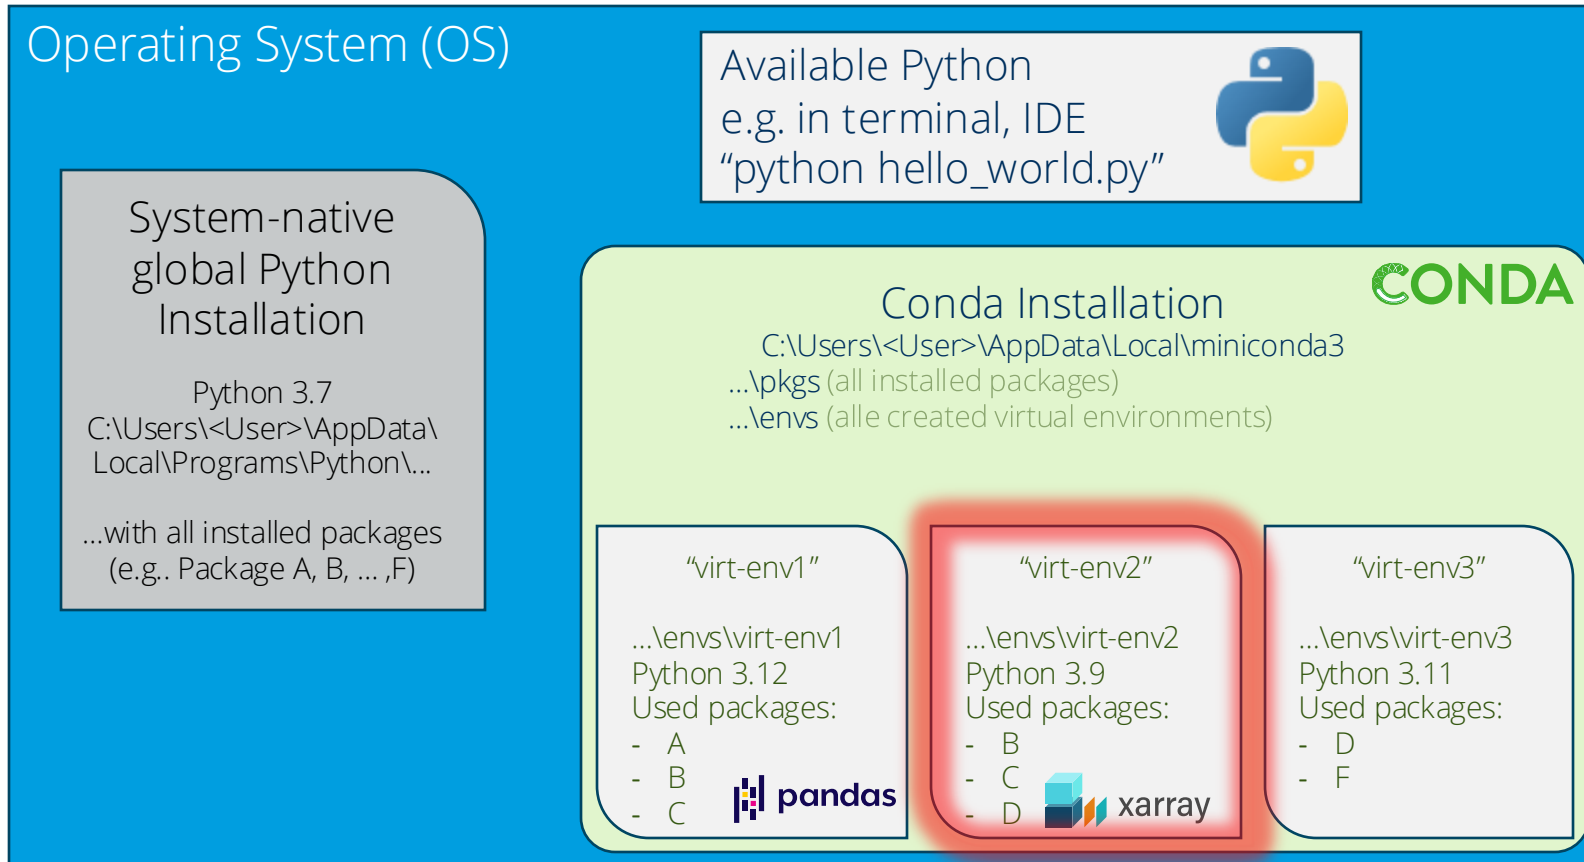 Operating System (OS)
Available Python
e.g. in terminal, IDE
“python hello_world.py”
System-native
global Python
Installation
Python 3.7
C:\Users\<User>\AppData\
Local\Programs\Python\...
...with all installed packages
(e.g.. Package A, B, ... ,F)
CONDA
Conda Installation
C:\Users\<User>\AppData\Local\miniconda3
...\pkgs (all installed packages)
...\envs (alle created virtual environments)
“virt-env1”
...\envs\virt-env1
Python 3.12
Used packages:
- A
- B
- C
pandas
“virt-env2”
...\envs\virt-env2
Python 3.9
Used packages:
- B
- C
- D
xarray
“virt-env3”
...\envs\virt-env3
Python 3.11
Used packages:
- D
- F